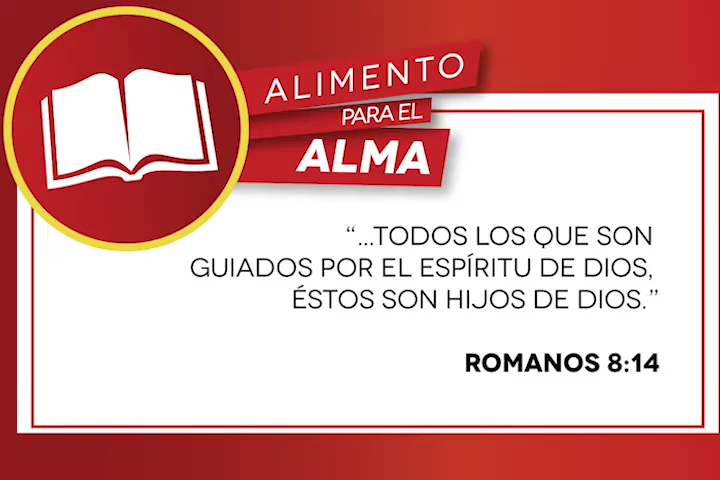 ALIMENTO
PARA EL
ALMA
“...TODOS LOS QUE SON
GUIADOS POR EL ESPÍRITU DE DIOS,
ÉSTOS SON HIJOS DE DIOS.”
ROMANOS 8:14